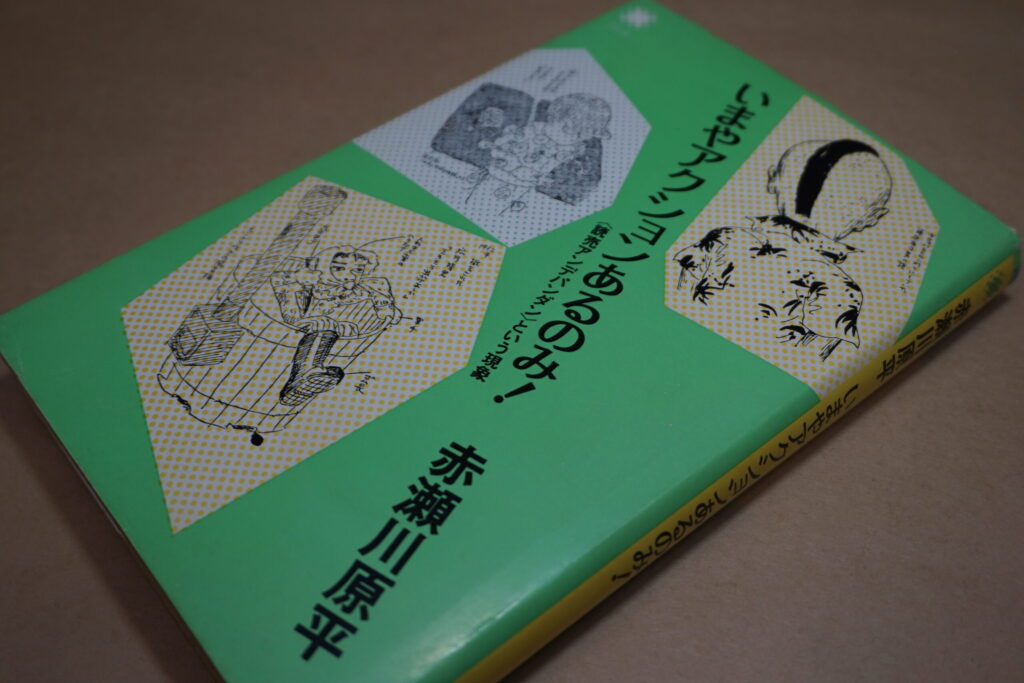 いまやアクションあるのみ!
〈読売アンデパンダン〉という現象
赤瀬川原平
赤瀬川原平 いまやアクションあるのみ!